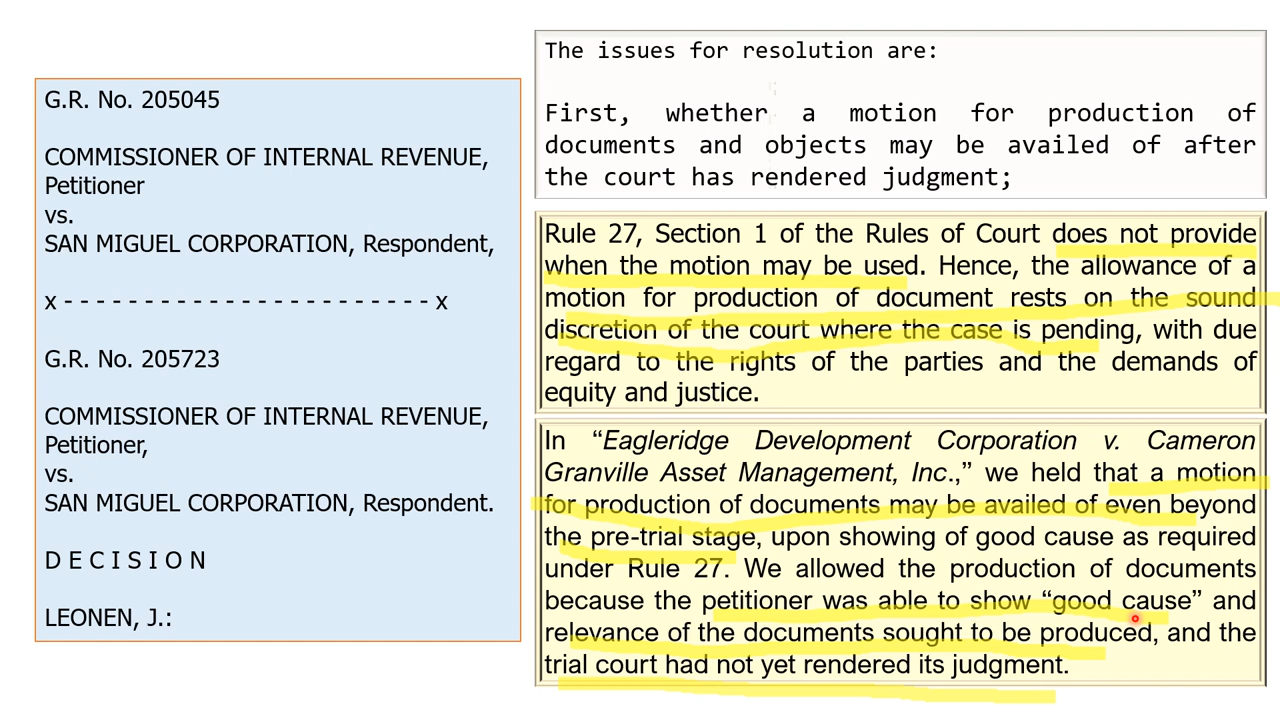 G.R. No. 205045
COMMISSIONER OF INTERNAL REVENUE,
Petitioner
vs.
SAN MIGUEL CORPORATION, Respondent,
x - - - - - - - - - - - - - - - - - - - - - - - x
G.R. No. 205723
COMMISSIONER OF INTERNAL REVENUE,
Petitioner,
vs.
SAN MIGUEL CORPORATION, Respondent.
D E C I S I O N
LEONEN, J.:
The issues for resolution are:
First, whether a motion for production of
documents and objects may be availed of after
the court has rendered judgment;
Rule 27, Section 1 of the Rules of Court does not provide
when the motion may be used. Hence, the allowance of a
motion for production of document rests on the sound
discretion of the court where the case is pending, with due
regard to the rights of the parties and the demands of
equity and justice.
In “Eagleridge Development Corporation v. Cameron
Granville Asset Management, Inc.,” we held that a motion
for production of documents may be availed of even beyond
the pre-trial stage, upon showing of good cause as required
under Rule 27. We allowed the production of documents
because the petitioner was able to show “good cause” and
relevance of the documents sought to be produced, and the
trial court had not yet rendered its judgment.